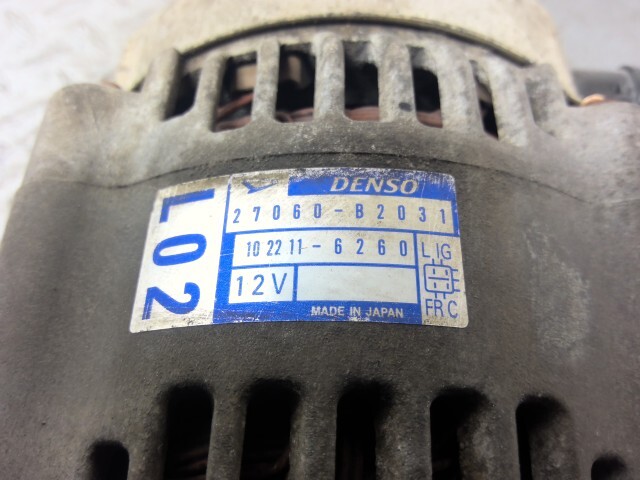 L02
DENSO
27060-B2031
102211-6260
12V
MADE IN JAPAN
L IG
FR C